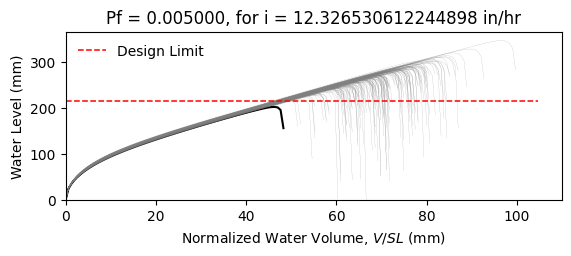 Pf = 0.005000, for i = 12.326530612244898 in/hr
Design Limit
Water Level (mm)
300
200
100
0
0 20 40 60 80 100
Normalized Water Volume, V/SL (mm)